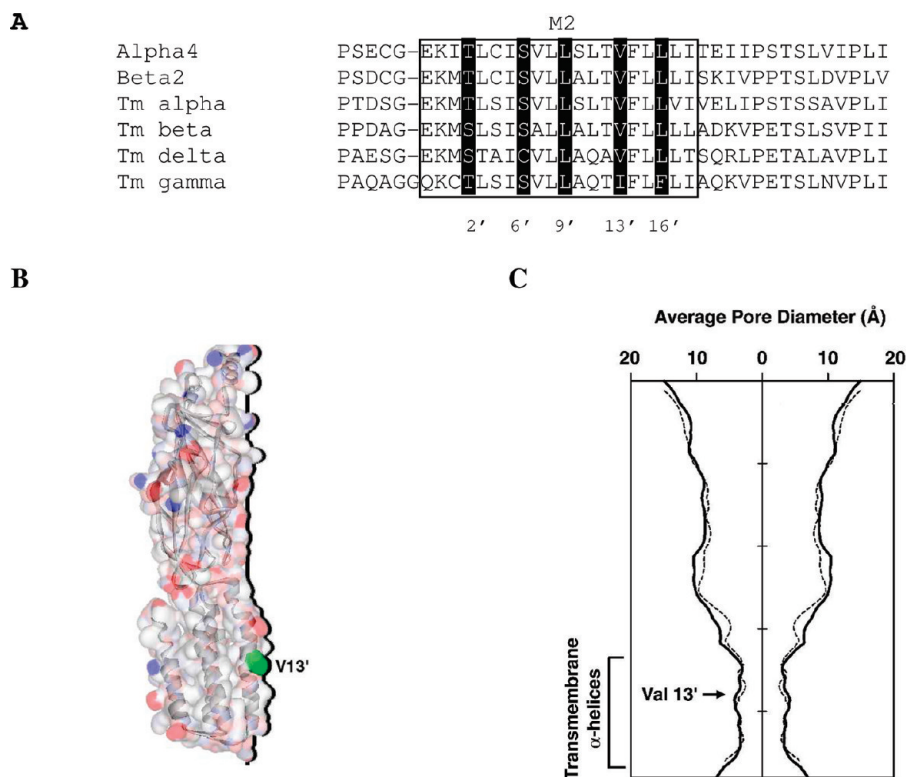 A
M2
Alpha4 PSECG-EKITLCISVLLSLTVFLLLITEIIPSTSLVIPLI
Beta2 PSDCG-EKMTLCISVLLALTVFLLLISKIVPPTSLDVPLV
Tm alpha PTDSG-EKMTLSISVLLSLTVFLLVIVELIPSTSSAVPLI
Tm beta PPDAG-EKMSLSISALLALTVFLLLLADKVPETSLSVPII
Tm delta PAESG-EKMSTAICVLLAQAVFLLLTSQRLPETALAVPLI
Tm gamma PAQAGGQKCTLSISVLLAQTIFLFLIAQKVPETSLNVPLI
2′ 6′ 9′ 13′ 16′
B
V13'
C
Average Pore Diameter (Å)
20 10 0 10 20
Val 13'
Transmembrane
α-helices